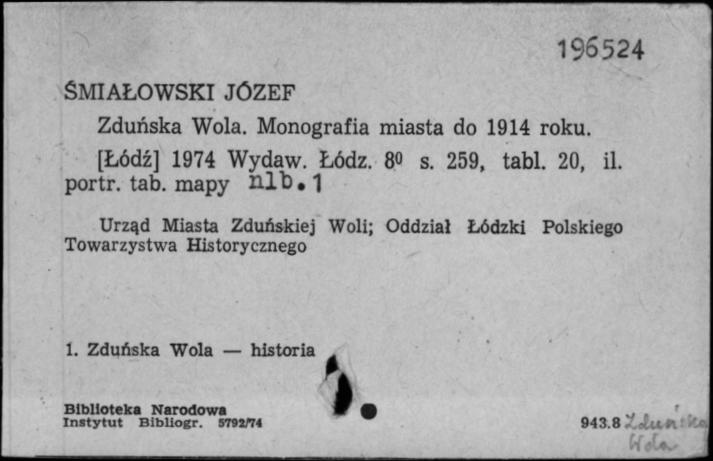 196524
ŚMIAŁOWSKI JÓZEF
Zduńska Wola. Monografia miasta do 1914 roku.
[Łódź] 1974 Wydaw. Łódz. 8⁰ s. 259, tabl. 20, il.
portr. tab. mapy nlb. 1
Urząd Miasta Zduńskiej Woli; Oddział Łódzki Polskiego
Towarzystwa Historycznego
1. Zduńska Wola — historia
Biblioteka Narodowa
Instytut Bibliogr. 5792/74
943.8 Zduńska
Wola